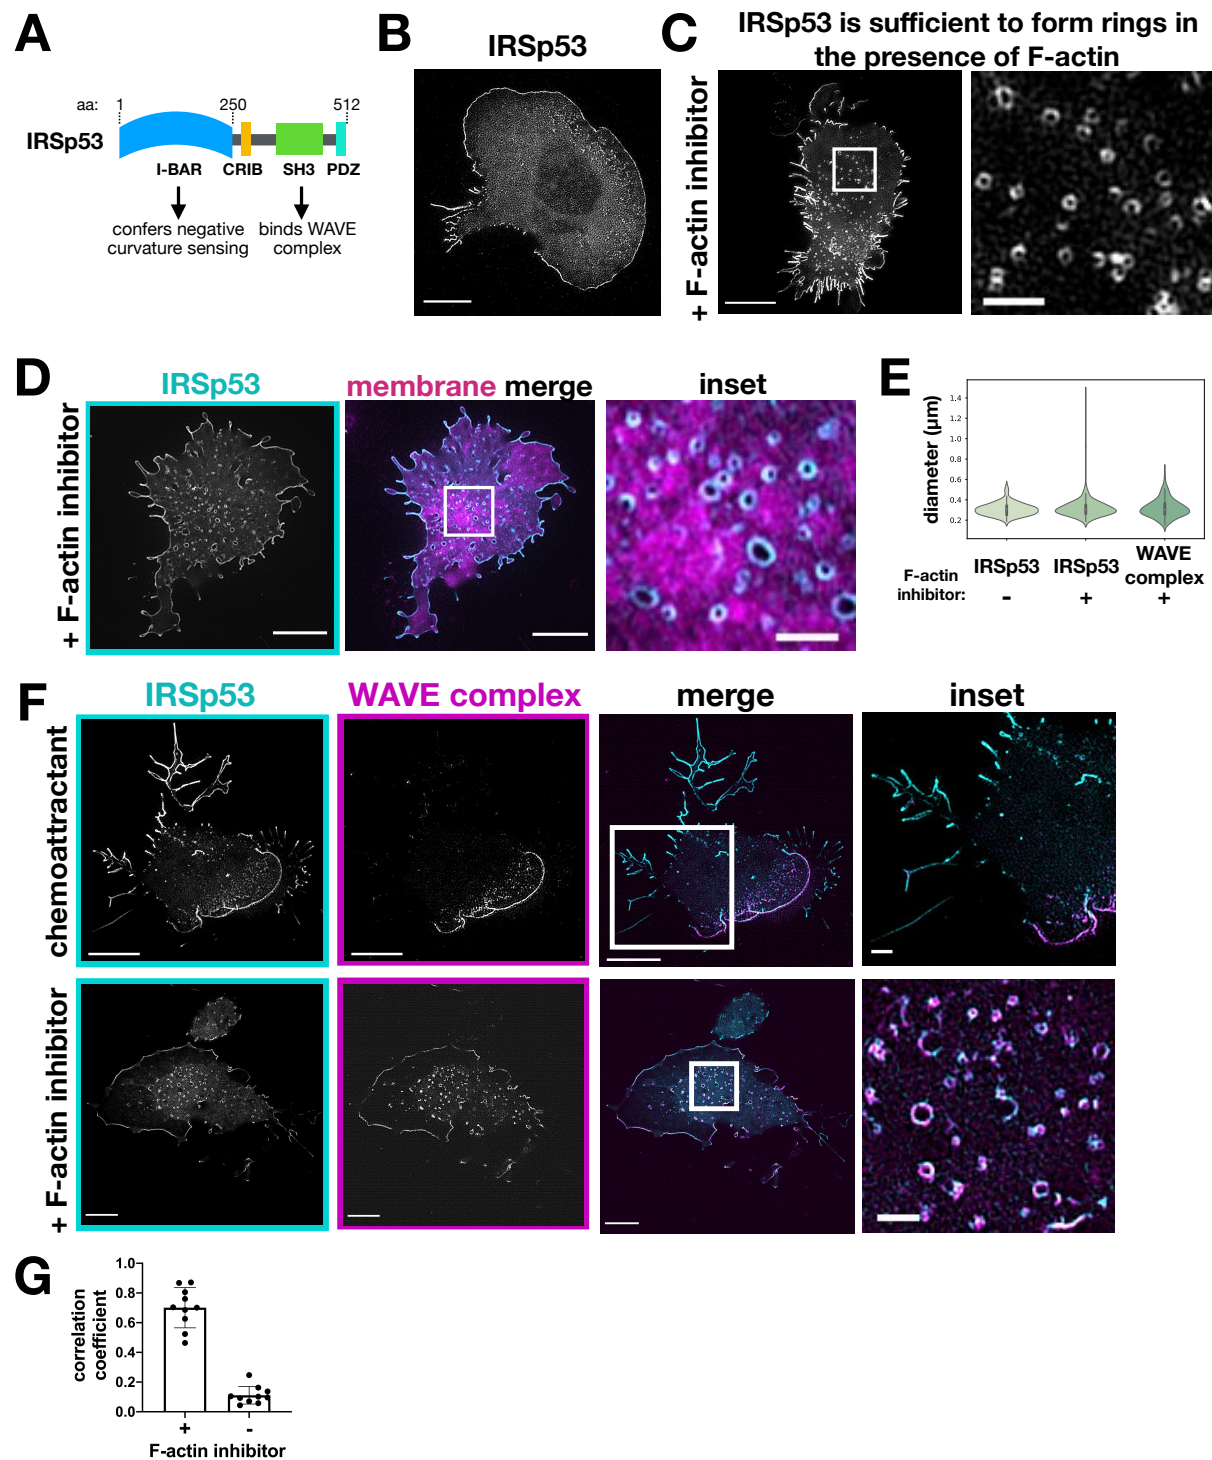 A
aa: 1 250 512
IRSp53
I-BAR CRIB SH3 PDZ
confers negative
curvature sensing
binds WAVE
complex
B
IRSp53
C
IRSp53 is sufficient to form rings in
the presence of F-actin
+ F-actin inhibitor
D
IRSp53
membrane merge
inset
+ F-actin inhibitor
E
diameter (µm)
1.4
1.2
1.0
0.8
0.6
0.4
0.2
IRSp53 IRSp53 WAVE
complex
F-actin
inhibitor: - + +
F
IRSp53
WAVE complex
merge
inset
chemoattractant
+ F-actin inhibitor
G
correlation
coefficient
1.0
0.8
0.6
0.4
0.2
0.0
+ -
F-actin inhibitor